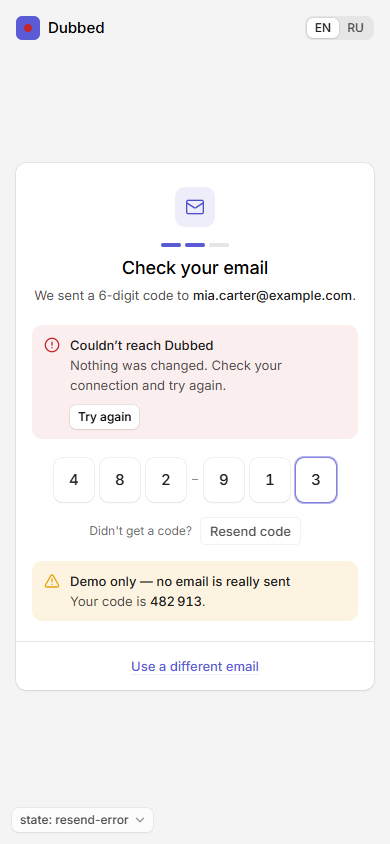 Dubbed
EN RU
Check your email
We sent a 6-digit code to mia.carter@example.com.
Couldn’t reach Dubbed
Nothing was changed. Check your
connection and try again.
Try again
4 8 2 – 9 1 3
Didn't get a code? Resend code
Demo only — no email is really sent
Your code is 482 913.
Use a different email
state: resend-error